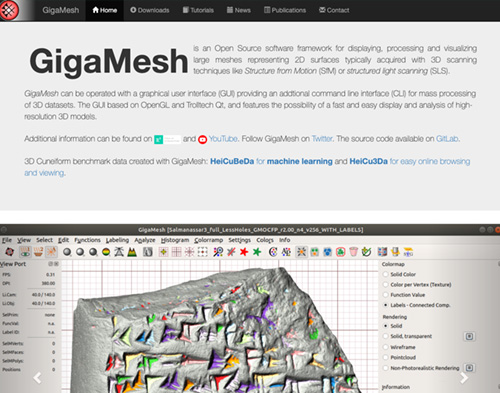 GigaMesh Home Downloads Tutorials News Publications Contact
GigaMesh is an Open Source software framework for displaying, processing and visualizing
large meshes representing 2D surfaces typically acquired with 3D scanning
techniques like Structure from Motion (SfM) or structured light scanning (SLS).
GigaMesh can be operated with a graphical user interface (GUI) providing an addtional command line interface (CLI) for mass processing
of 3D datasets. The GUI based on OpenGL and Trolltech Qt, and features the possibility of a fast and easy display and analysis of high-
resolution 3D models.
Additional information can be found on and YouTube. Follow GigaMesh on Twitter. The source code available on GitLab.
3D Cuneiform benchmark data created with GigaMesh: HeiCuBeDa for machine learning and HeiCu3Da for easy online browsing
and viewing.
GigaMesh [Salmanassar3_full_LessHoles_GMOCFP_r2.00_n4_v256_WITH_LABELS]
File View Select Edit Functions Labeling Analyze Histogram Colorramp Settings Colors Info
View Port
FPS: 0.31
DPI: 380.00
Li.Cam: 40.0 / 140.0
Li.Obj: 40.0 / 140.0
SelPrim: none
FuncVal: n.a.
Label ID: n.a.
SelVerts: 0
SelMFaces: 0
SelMPoly: 0
Positions 0
Colormap
Solid Color
Color per Vertex (Texture)
Function Value
Labels - Connected Comp.
Rendering
Solid
Solid, transparent
Wireframe
Pointcloud
Non-Photorealistic Rendering
Information